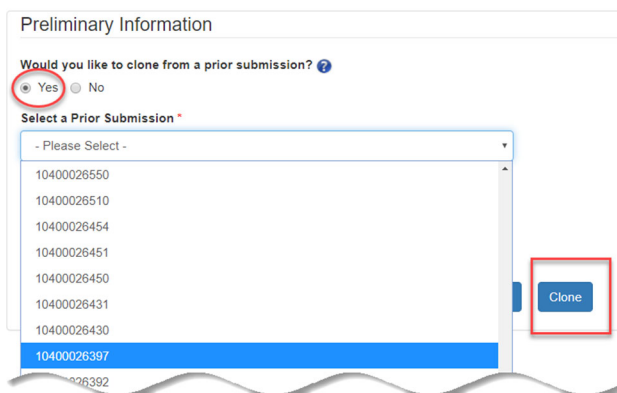 Preliminary Information
Would you like to clone from a prior submission? ?
Yes No
Select a Prior Submission *
- Please Select -
10400026550
10400026510
10400026454
10400026451
10400026450
10400026431
Clone
10400026430
10400026397